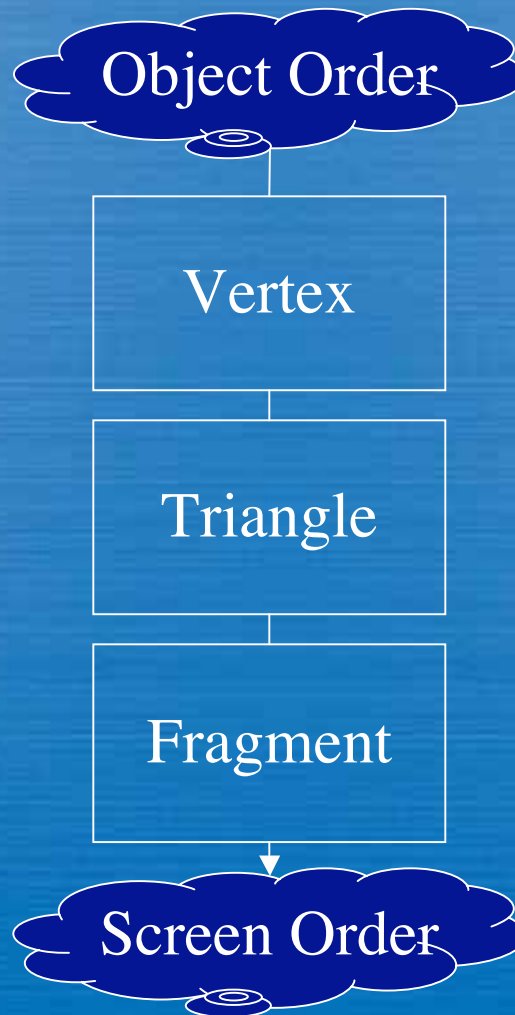 Object Order
Vertex
Triangle
Fragment
Screen Order